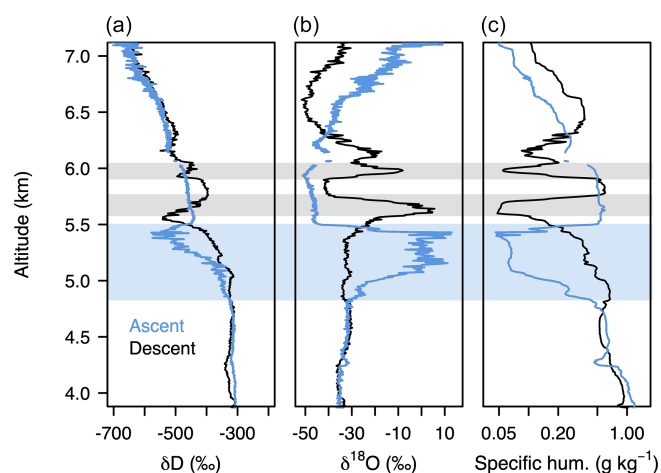 (a) (b) (c)
7.0
6.5
6.0
5.5
5.0
4.5
4.0
Altitude (km)
Ascent
Descent
-700 -500 -300 -50 -30 -10 10 0.05 0.20 1.00
δD (‰) δ¹⁸O (‰) Specific hum. (g kg⁻¹)